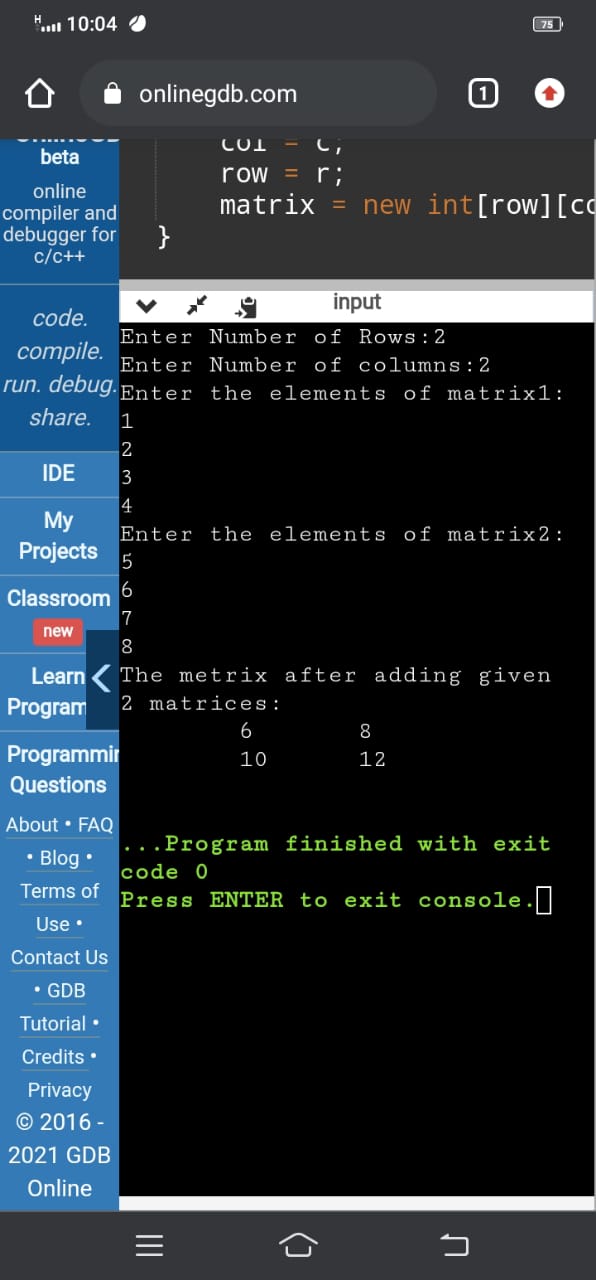 H 10:04 75
onlinegdb.com 1
beta
online
compiler and
debugger for
c/c++
code.
compile.
run. debug.
share.
IDE
My
Projects
Classroom
new
Learn
Program
Programmin
Questions
About • FAQ
• Blog •
Terms of
Use •
Contact Us
• GDB
Tutorial •
Credits •
Privacy
© 2016 -
2021 GDB
Online
col = c;
row = r;
matrix = new int[row][co
}
input
Enter Number of Rows:2
Enter Number of columns:2
Enter the elements of matrix1:
1
2
3
4
Enter the elements of matrix2:
5
6
7
8
The metrix after adding given
2 matrices:
6 8
10 12
...Program finished with exit
code 0
Press ENTER to exit console.